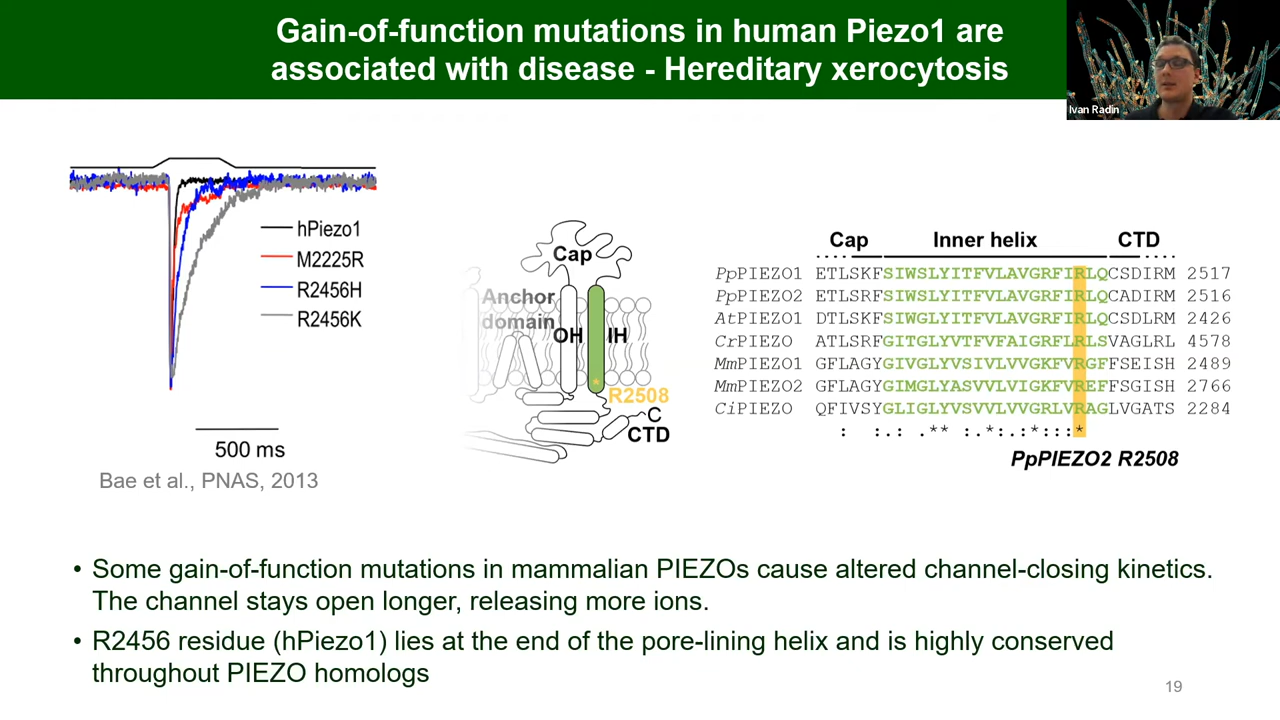 Gain-of-function mutations in human Piezo1 are
associated with disease - Hereditary xerocytosis
Ivan Radin
hPiezo1
M2225R
R2456H
R2456K
500 ms
Bae et al., PNAS, 2013
Cap
Anchor
domain
OH
IH
R2508
C
CTD
Cap Inner helix CTD
PpPIEZO1 ETLSKFSIWSLYITFVLAVGRFIRLQCSDIRM 2517
PpPIEZO2 ETLSRFSIWGLYITFVLAVGRFIRLQCADIRM 2516
AtPIEZO1 DTLSKFSIWGLYITFVLAVGRFIRLQCSDLRM 2426
CrPIEZO ATLSRFGITGLYVTFVFAIGRFLRLSVAGLRL 4578
MmPIEZO1 GFLAGYGIVGLYVSIVLVVGKFVRGFFSEISH 2489
MmPIEZO2 GFLAGYGIMGLYASVVLVIGKFVREFFSGISH 2766
CiPIEZO QFIVSYGLIGLYVSVVLVVGRLVRAGLVGATS 2284
: :.: .** :.*:.:*:::*
PpPIEZO2 R2508
• Some gain-of-function mutations in mammalian PIEZOs cause altered channel-closing kinetics.
The channel stays open longer, releasing more ions.
• R2456 residue (hPiezo1) lies at the end of the pore-lining helix and is highly conserved
throughout PIEZO homologs
19